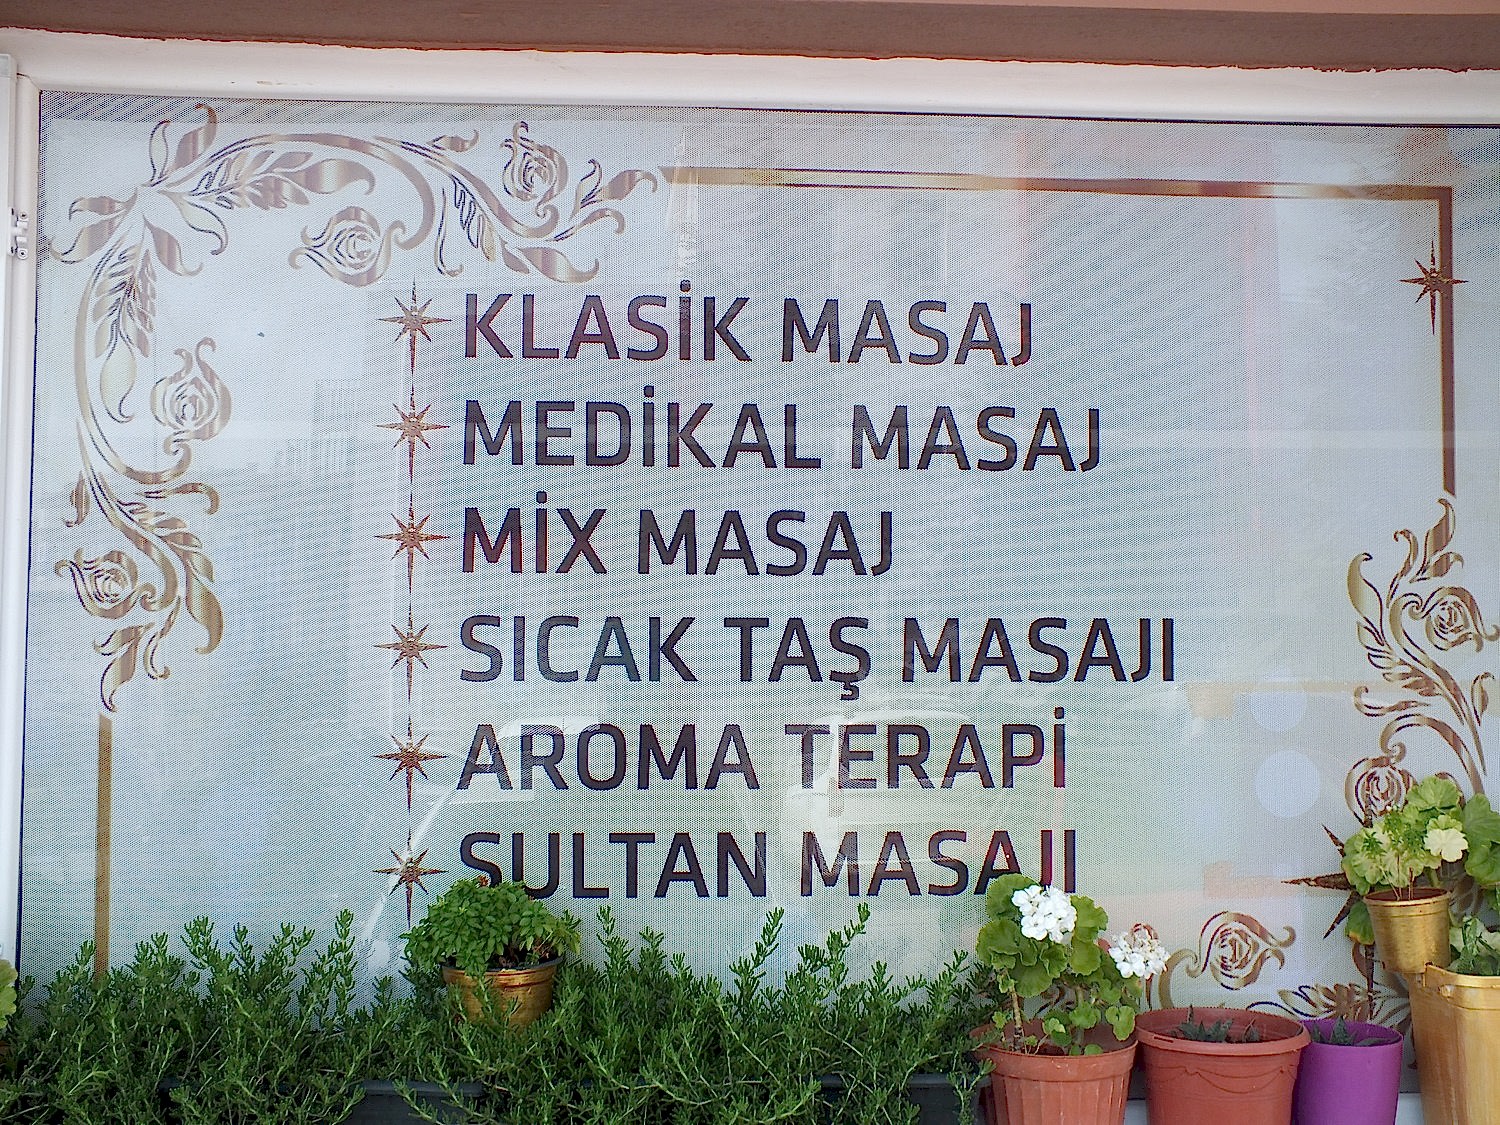 KLASİK MASAJ
MEDİKAL MASAJ
MİX MASAJ
SICAK TAŞ MASAJI
AROMA TERAPİ
SULTAN MASAJI